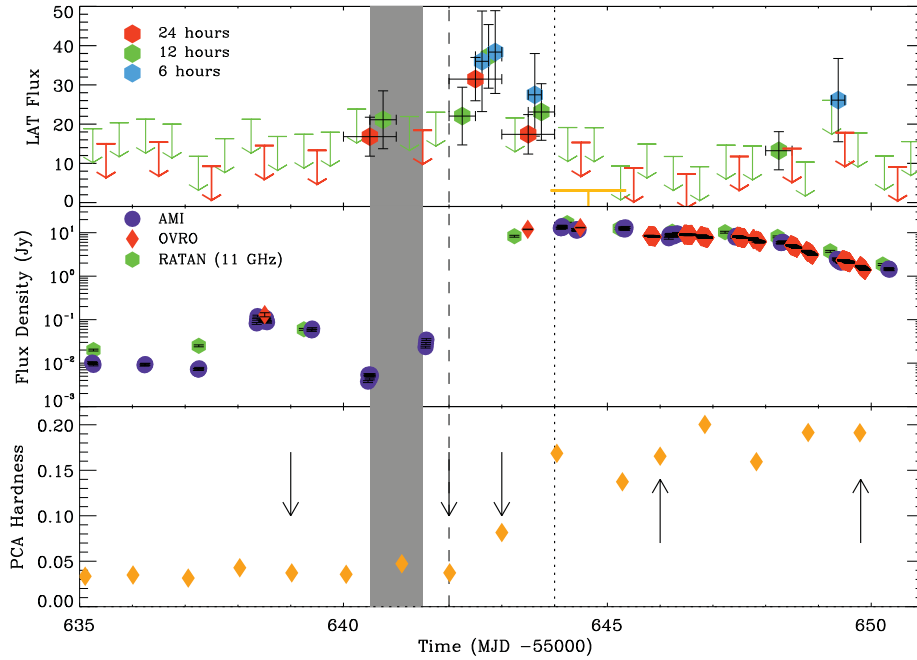 50
40
30
20
10
0
LAT Flux
24 hours
12 hours
6 hours
10¹
10⁰
10⁻¹
10⁻²
10⁻³
10⁻³
Flux Density (Jy)
AMI
OVRO
RATAN (11 GHz)
0.20
0.15
0.10
0.05
0.00
PCA Hardness
635
640
645
650
Time (MJD -55000)